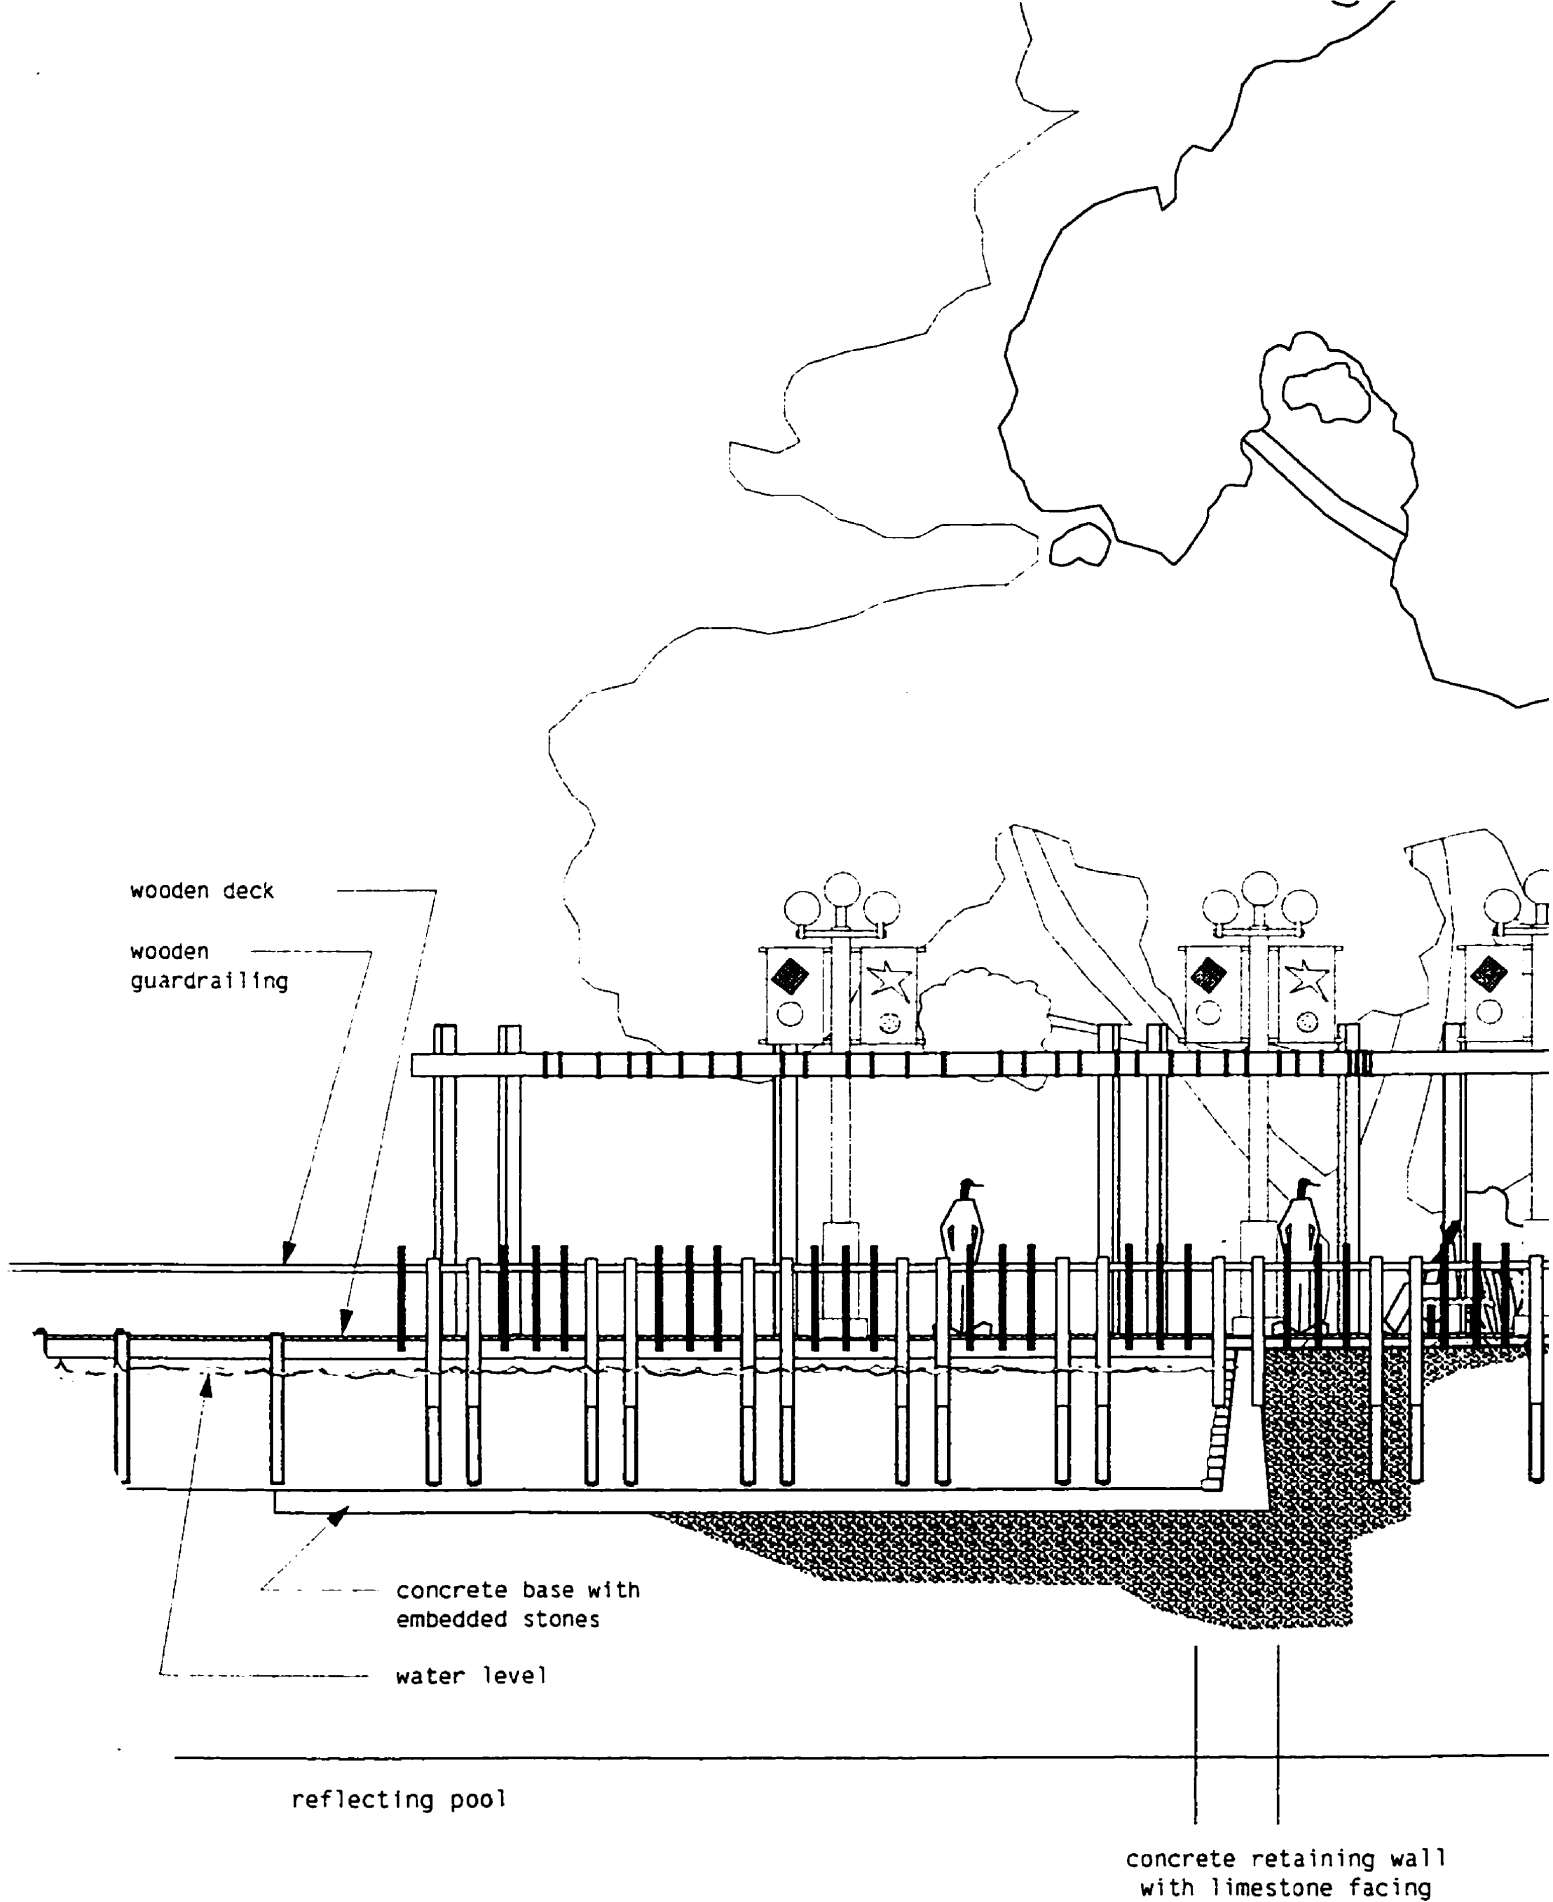 wooden deck
wooden
guardrailing
concrete base with
embedded stones
water level
reflecting pool
concrete retaining wall
with limestone facing